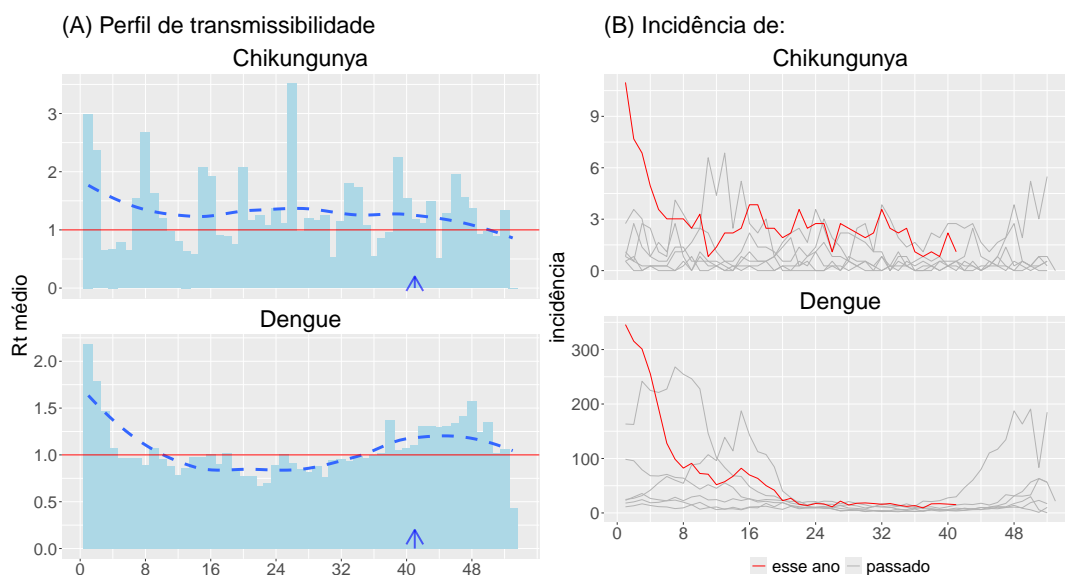 (A) Perfil de transmissibilidade
Chikungunya
3
2
1
0
Dengue
2.0
1.5
1.0
0.5
0.0
0 8 16 24 32 40 48
Rt médio
(B) Incidência de:
Chikungunya
9
6
3
0
Dengue
300
200
100
0
0 8 16 24 32 40 48
incidência
esse ano passado